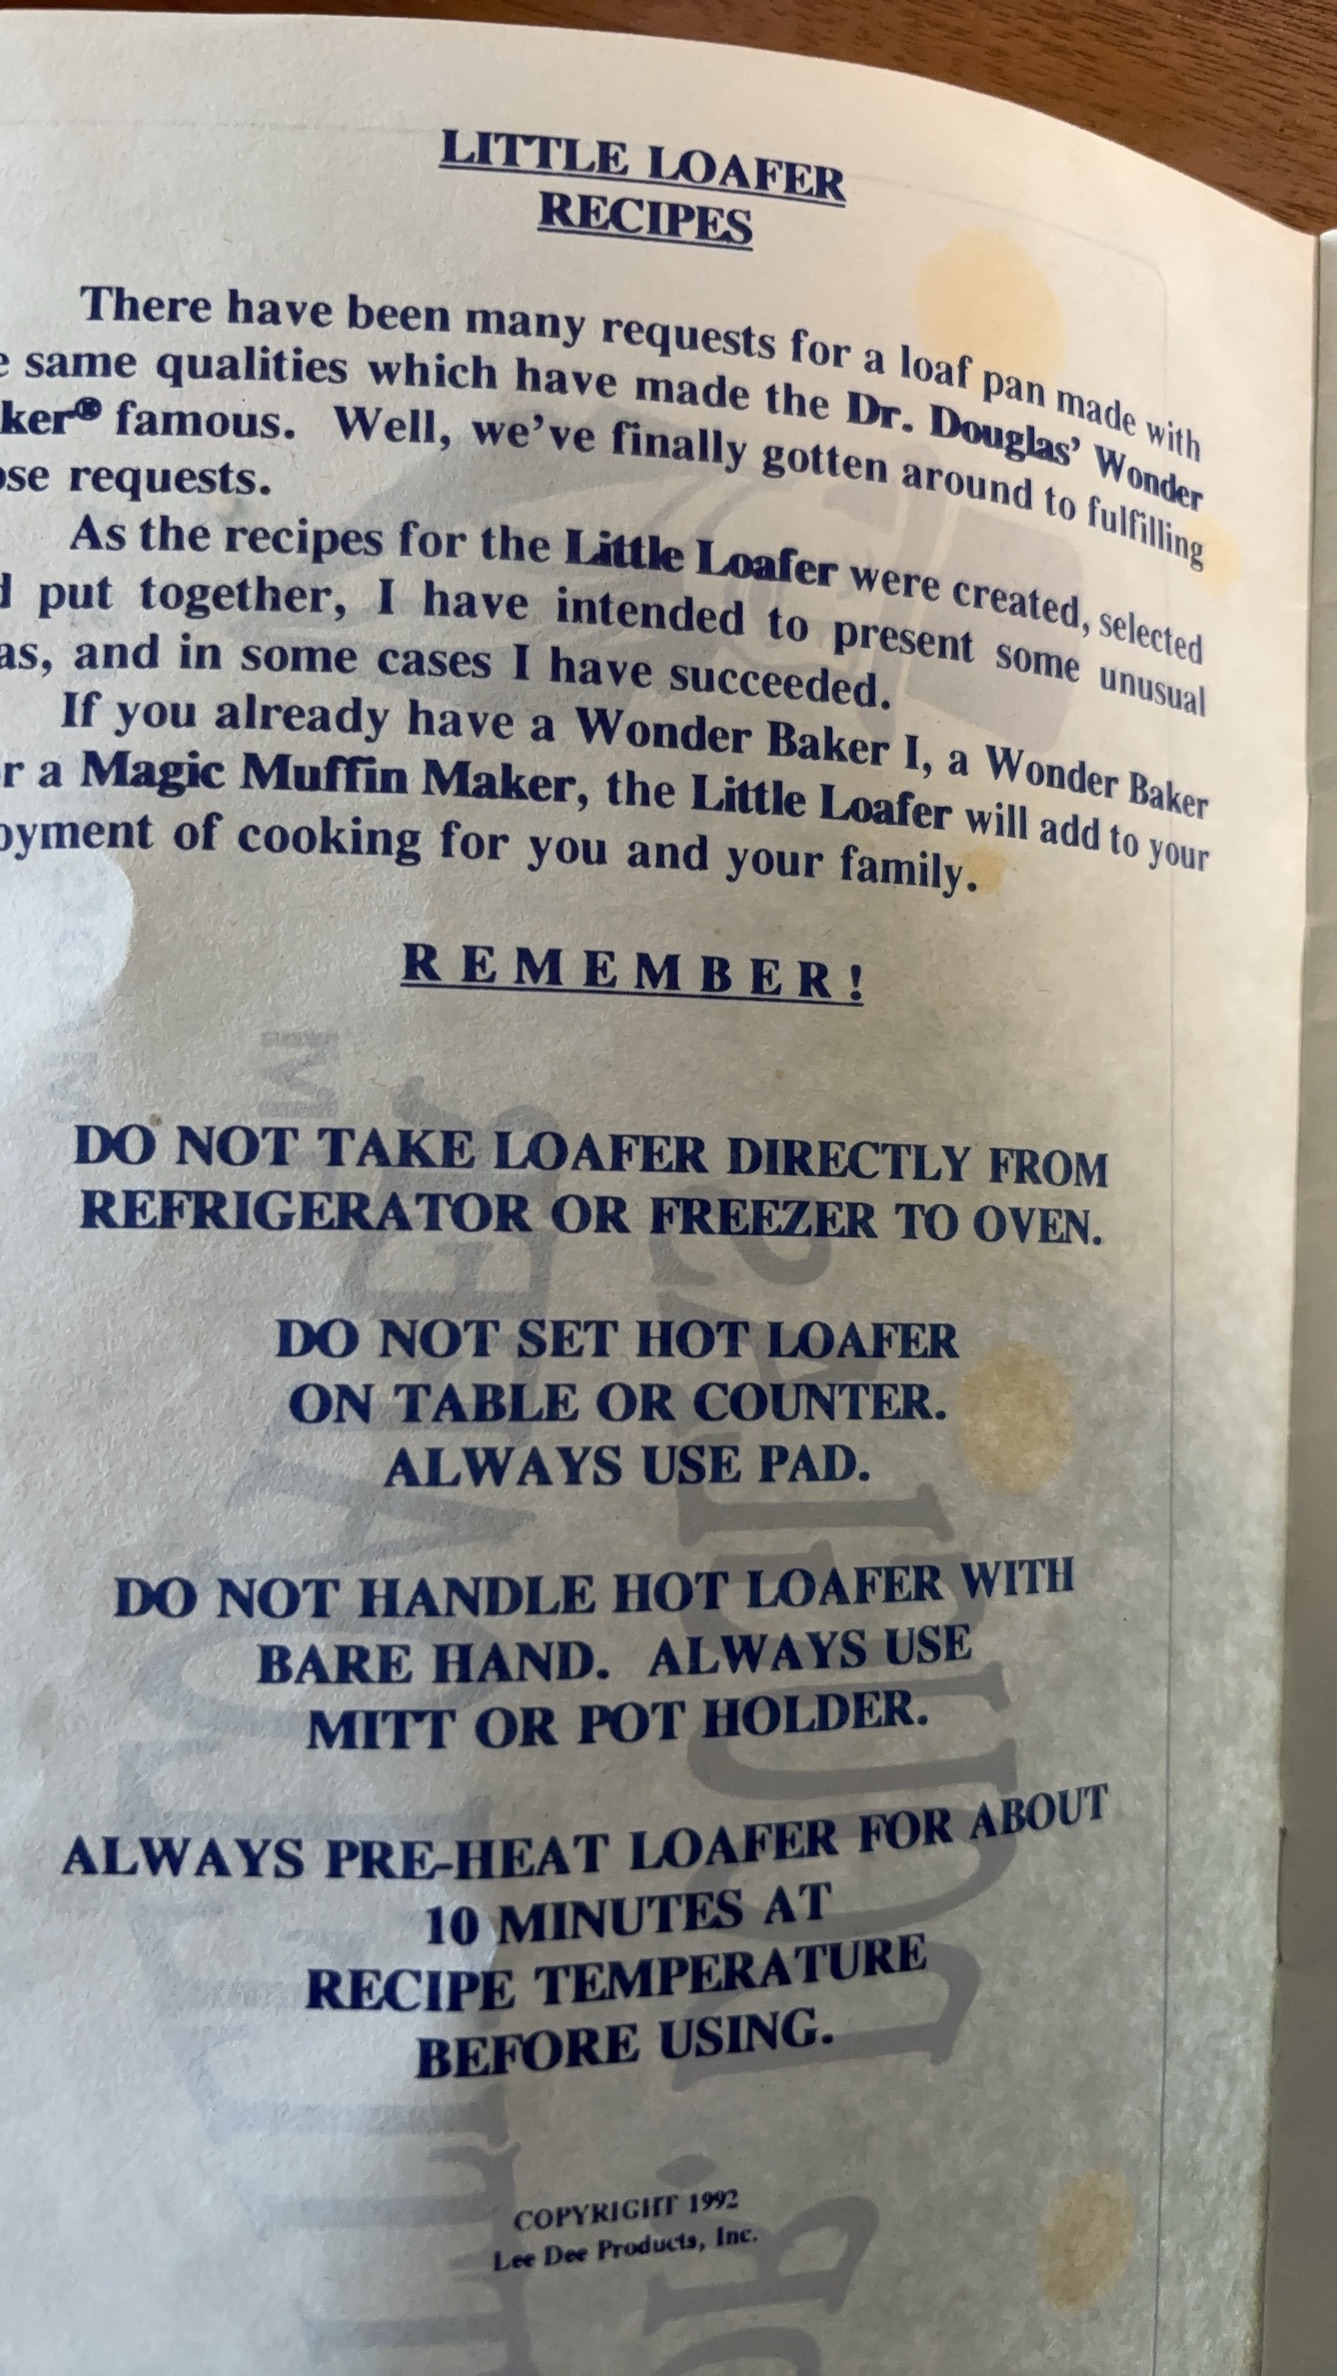 LITTLE LOAFER
RECIPES
There have been many requests for a loaf pan made with
same qualities which have made the Dr. Douglas' Wonder
ker® famous. Well, we've finally gotten around to fulfilling
ose requests.
As the recipes for the Little Loafer were created, selected
put together, I have intended to present some unusual
as, and in some cases I have succeeded.
If you already have a Wonder Baker I, a Wonder Baker
r a Magic Muffin Maker, the Little Loafer will add to your
oyment of cooking for you and your family.
REMEMBER!
DO NOT TAKE LOAFER DIRECTLY FROM
REFRIGERATOR OR FREEZER TO OVEN.
DO NOT SET HOT LOAFER
ON TABLE OR COUNTER.
ALWAYS USE PAD.
DO NOT HANDLE HOT LOAFER WITH
BARE HAND. ALWAYS USE
MITT OR POT HOLDER.
ALWAYS PRE-HEAT LOAFER FOR ABOUT
10 MINUTES AT
RECIPE TEMPERATURE
BEFORE USING.
COPYRIGHT 1992
Lee Dee Products, Inc.